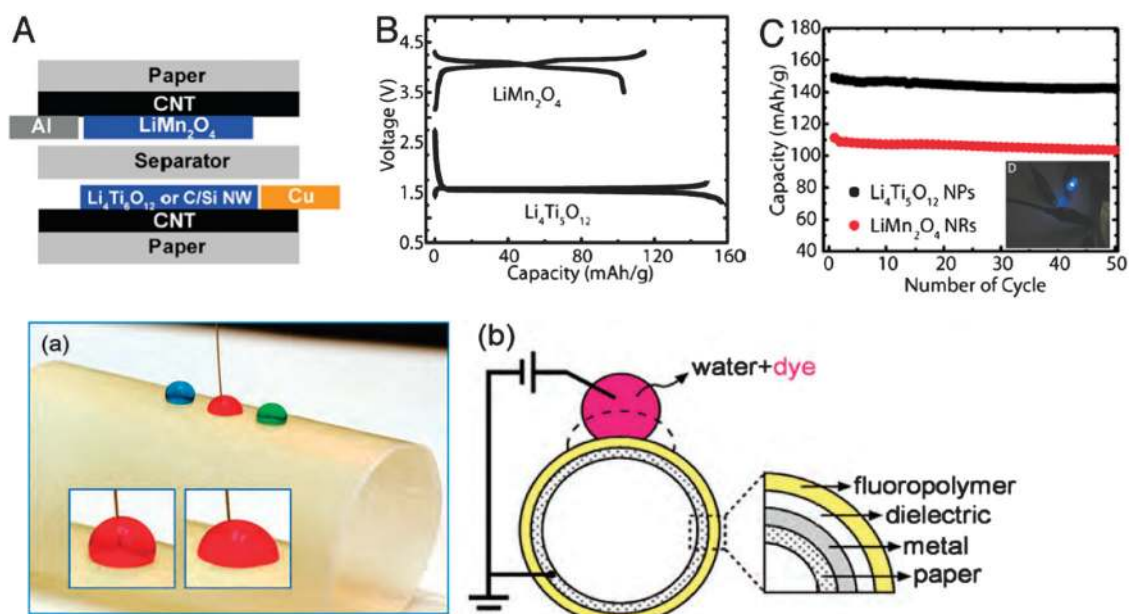 A
Paper
CNT
Al
LiMn₂O₄
Separator
Li₄Ti₆O₁₂ or C/Si NW
Cu
CNT
Paper
B
Voltage (V)
4.5
3.5
2.5
1.5
0.5
LiMn₂O₄
Li₄Ti₅O₁₂
0 40 80 120 160
Capacity (mAh/g)
C
Capacity (mAh/g)
180
160
140
120
100
80
60
40
Li₄Ti₅O₁₂ NPs
LiMn₂O₄ NRs
D
0 10 20 30 40 50
Number of Cycle
(a)
(b)
water+dye
fluoropolymer
dielectric
metal
paper